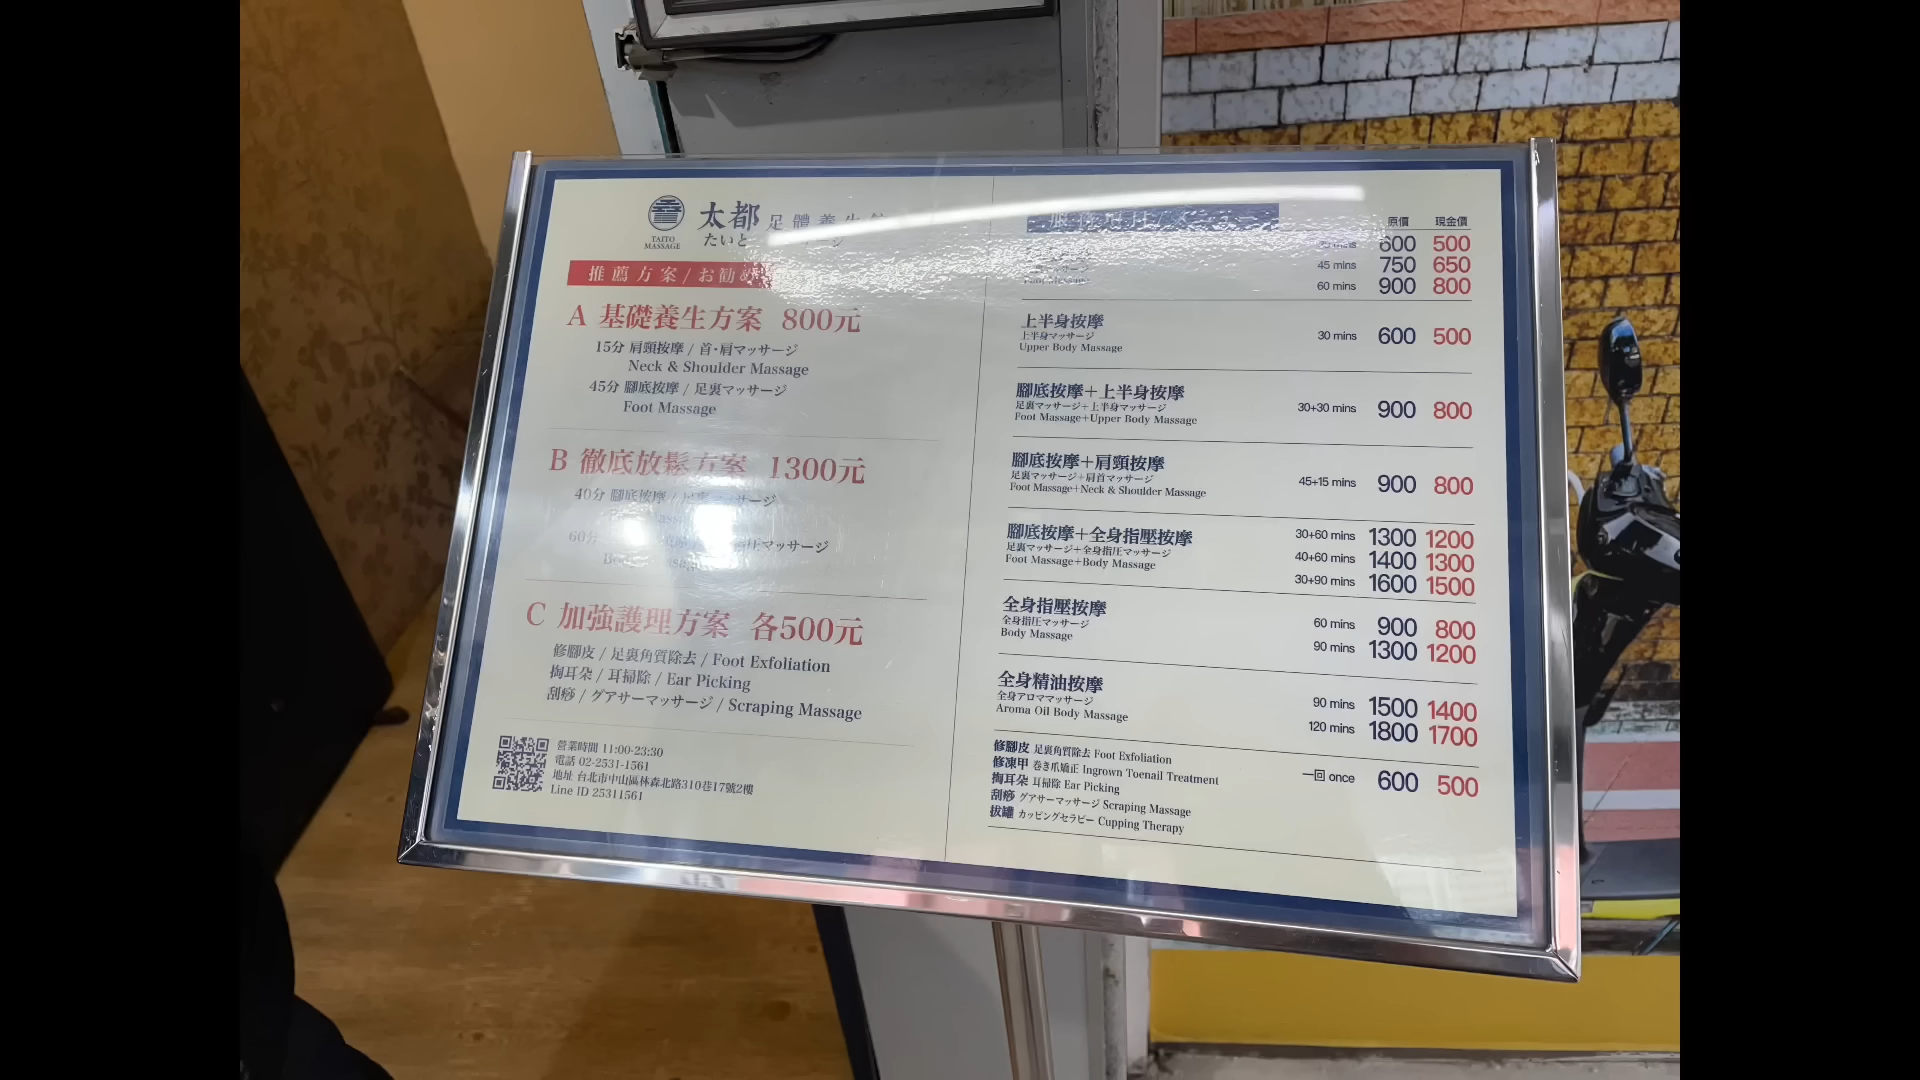 TAITO
MASSAGE
太都 足體養生
たいと
推薦方案/お勧め
A 基礎養生方案 800元
15分 肩頸按摩 / 首・肩マッサージ
Neck & Shoulder Massage
45分 腳底按摩 / 足裏マッサージ
Foot Massage
B 徹底放鬆方案 1300元
40分 腳底按摩 / 足裏マッサージ
60分
マッサージ
C 加強護理方案 各500元
修腳皮 / 足裏角質除去 / Foot Exfoliation
掏耳朵 / 耳掃除 / Ear Picking
刮痧 / グアサーマッサージ / Scraping Massage
營業時間 11:00-23:30
電話 02-2531-1561
地址 台北市中山區林森北路310巷17號2樓
Line ID 25311561
原價 現金價
600 500
45 mins 750 650
Foot Massage
60 mins 900 800
上半身按摩
上半身マッサージ
Upper Body Massage
30 mins 600 500
腳底按摩+上半身按摩
足裏マッサージ+上半身マッサージ
Foot Massage+Upper Body Massage
30+30 mins 900 800
腳底按摩+肩頸按摩
足裏マッサージ+肩首マッサージ
Foot Massage+Neck & Shoulder Massage
45+15 mins 900 800
腳底按摩+全身指壓按摩
足裏マッサージ+全身指圧マッサージ
Foot Massage+Body Massage
30+60 mins 1300 1200
40+60 mins 1400 1300
30+90 mins 1600 1500
全身指壓按摩
全身指圧マッサージ
Body Massage
60 mins 900 800
90 mins 1300 1200
全身精油按摩
全身アロママッサージ
Aroma Oil Body Massage
90 mins 1500 1400
120 mins 1800 1700
修腳皮 足裏角質除去 Foot Exfoliation
修凍甲 巻き爪矯正 Ingrown Toenail Treatment
掏耳朵 耳掃除 Ear Picking
刮痧 グアサーマッサージ Scraping Massage
拔罐 カッピングセラピー Cupping Therapy
一回 once 600 500